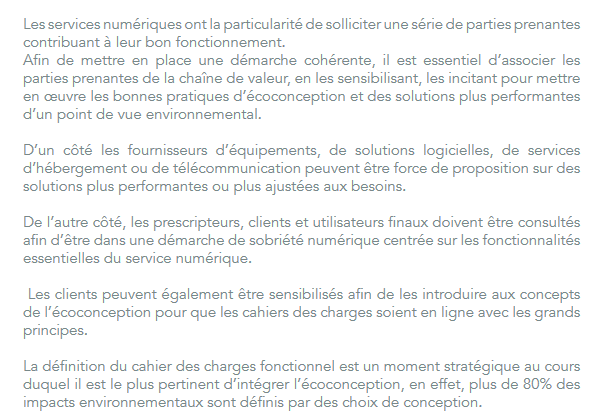 Les services numériques ont la particularité de solliciter une série de parties prenantes
contribuant à leur bon fonctionnement.
Afin de mettre en place une démarche cohérente, il est essentiel d’associer les
parties prenantes de la chaîne de valeur, en les sensibilisant, les incitant pour mettre
en œuvre les bonnes pratiques d’écoconception et des solutions plus performantes
d’un point de vue environnemental.
D’un côté les fournisseurs d’équipements, de solutions logicielles, de services
d’hébergement ou de télécommunication peuvent être force de proposition sur des
solutions plus performantes ou plus ajustées aux besoins.
De l’autre côté, les prescripteurs, clients et utilisateurs finaux doivent être consultés
afin d’être dans une démarche de sobriété numérique centrée sur les fonctionnalités
essentielles du service numérique.
Les clients peuvent également être sensibilisés afin de les introduire aux concepts
de l’écoconception pour que les cahiers des charges soient en ligne avec les grands
principes.
La définition du cahier des charges fonctionnel est un moment stratégique au cours
duquel il est le plus pertinent d’intégrer l’écoconception, en effet, plus de 80% des
impacts environnementaux sont définis par des choix de conception.